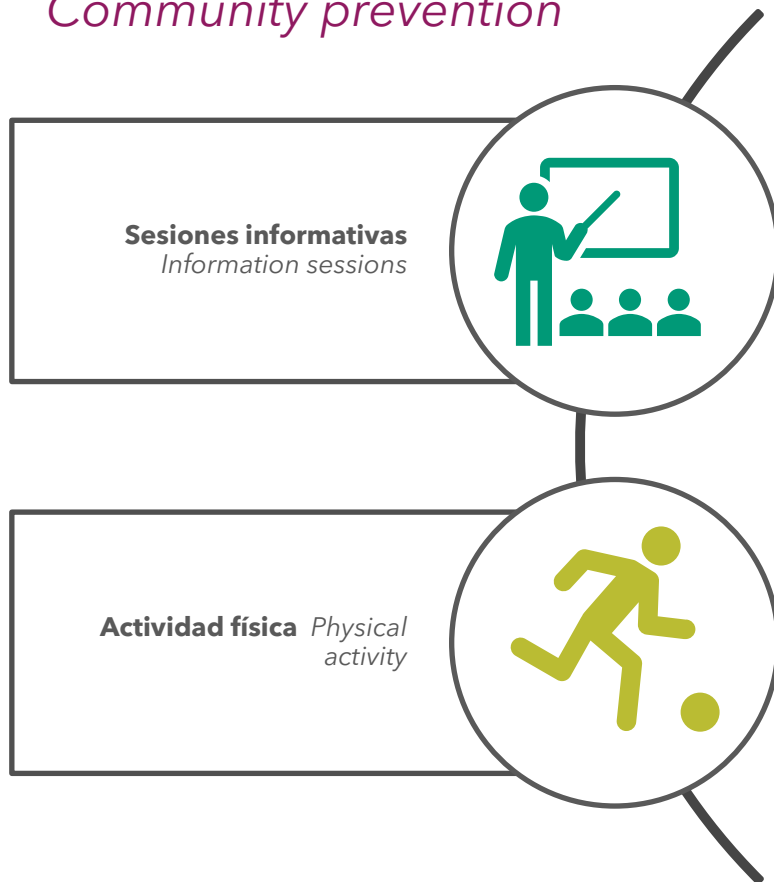 Community prevention
Sesiones informativas
Information sessions
Actividad física Physical
activity